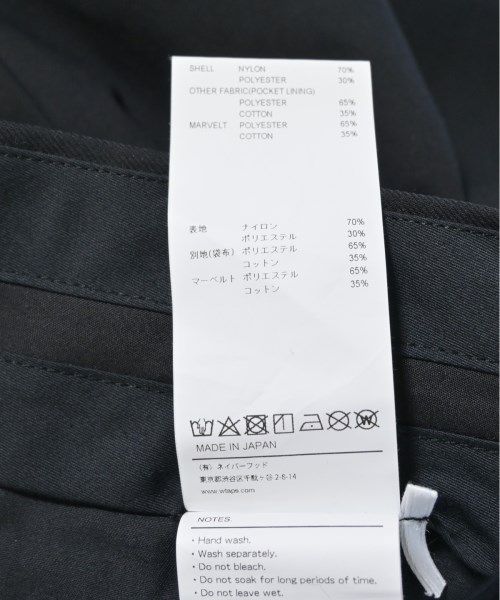 SHELL NYLON 70%
POLYESTER 30%
OTHER FABRIC(POCKET LINING)
POLYESTER 65%
COTTON 35%
MARVELT POLYESTER 65%
COTTON 35%
表地 ナイロン 70%
ポリエステル 30%
別地(袋布) ポリエステル 65%
コットン 35%
マーベルト ポリエステル 65%
コットン 35%
MADE IN JAPAN
(有)ネイバーフッド
東京都渋谷区千駄ヶ谷2-8-14
www.wtaps.com
NOTES
・Hand wash.
・Wash separately.
・Do not bleach.
・Do not soak for long periods of time.
・Do not leave wet.